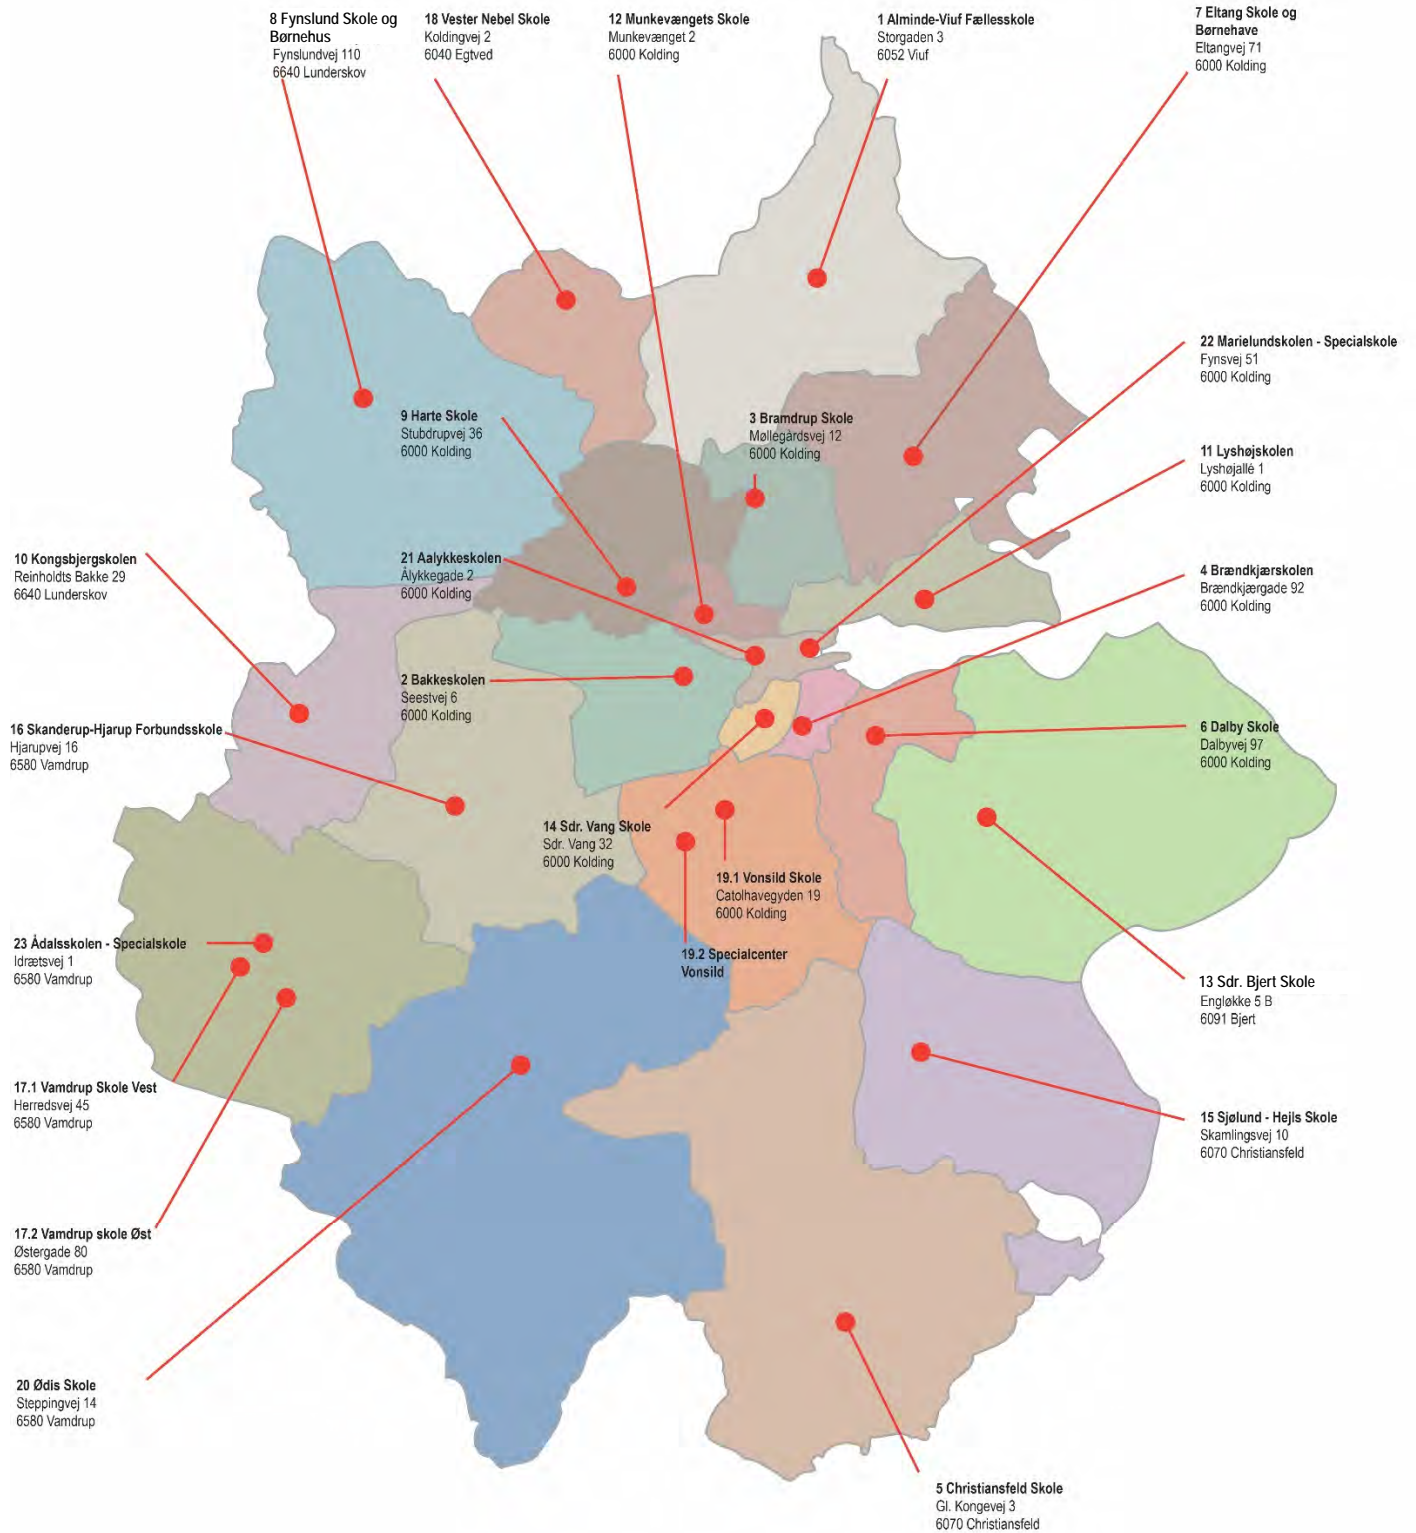 8 Fynslund Skole og
Børnehus
Fynslundvej 110
6640 Lunderskov
18 Vester Nebel Skole
Koldingvej 2
6040 Egtved
12 Munkevængets Skole
Munkevænget 2
6000 Kolding
1 Alminde-Viuf Fællesskole
Storgaden 3
6052 Viuf
7 Eltang Skole og
Børnehave
Eltangvej 71
6000 Kolding
22 Marielundskolen - Specialskole
Fynsvej 51
6000 Kolding
9 Harte Skole
Stubdrupvej 36
6000 Kolding
3 Bramdrup Skole
Møllegårdsvej 12
6000 Kolding
11 Lyshøjskolen
Lyshøjallé 1
6000 Kolding
10 Kongsbjergskolen
Reinholdts Bakke 29
6640 Lunderskov
21 Aalykkeskolen
Ålykkegade 2
6000 Kolding
4 Brændkjærskolen
Brændkjærgade 92
6000 Kolding
2 Bakkeskolen
Seestvej 6
6000 Kolding
16 Skanderup-Hjarup Forbundsskole
Hjarupvej 16
6580 Vamdrup
6 Dalby Skole
Dalbyvej 97
6000 Kolding
14 Sdr. Vang Skole
Sdr. Vang 32
6000 Kolding
19.1 Vonsild Skole
Catolhavegyden 19
6000 Kolding
23 Ådalsskolen - Specialskole
Idrætsvej 1
6580 Vamdrup
19.2 Specialcenter
Vonsild
13 Sdr. Bjert Skole
Engløkke 5 B
6091 Bjert
17.1 Vamdrup Skole Vest
Herredsvej 45
6580 Vamdrup
15 Sjølund - Hejls Skole
Skamlingsvej 10
6070 Christiansfeld
17.2 Vamdrup skole Øst
Østergade 80
6580 Vamdrup
20 Ødis Skole
Steppingvej 14
6580 Vamdrup
5 Christiansfeld Skole
Gl. Kongevej 3
6070 Christiansfeld